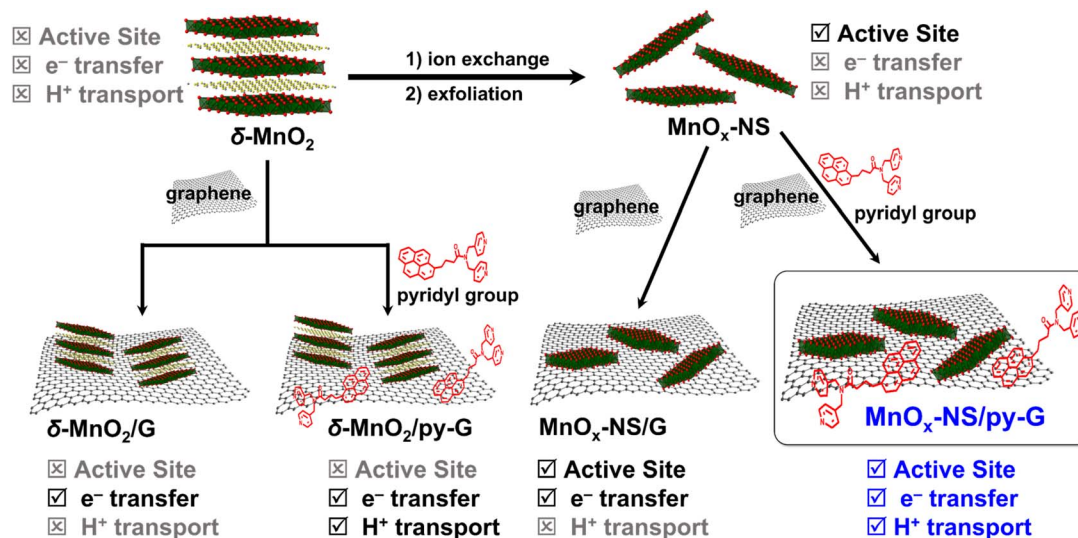 ☒ Active Site
☒ e⁻ transfer
☒ H⁺ transport
δ-MnO₂
1) ion exchange
2) exfoliation
MnOₓ-NS
☑ Active Site
☒ e⁻ transfer
☒ H⁺ transport
graphene
N
N
N
O
pyridyl group
graphene
graphene
N
N
N
O
pyridyl group
δ-MnO₂/G
☒ Active Site
☑ e⁻ transfer
☒ H⁺ transport
N
N
N
O
N
N
N
O
δ-MnO₂/py-G
☒ Active Site
☑ e⁻ transfer
☑ H⁺ transport
MnOₓ-NS/G
☑ Active Site
☑ e⁻ transfer
☒ H⁺ transport
N
N
N
O
N
N
N
O
MnOₓ-NS/py-G
☑ Active Site
☑ e⁻ transfer
☑ H⁺ transport